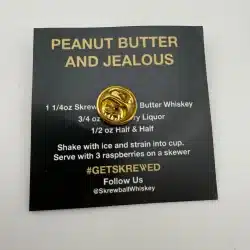 PEANUT BUTTER
AND JEALOUS
1 1/4oz Skrew Butter Whiskey
3/4 o ry Liquor
1/2 oz Half & Half
Shake with ice and strain into cup.
Serve with 3 raspberries on a skewer
#GETSKREWED
Follow Us
@SkrewballWhiskey